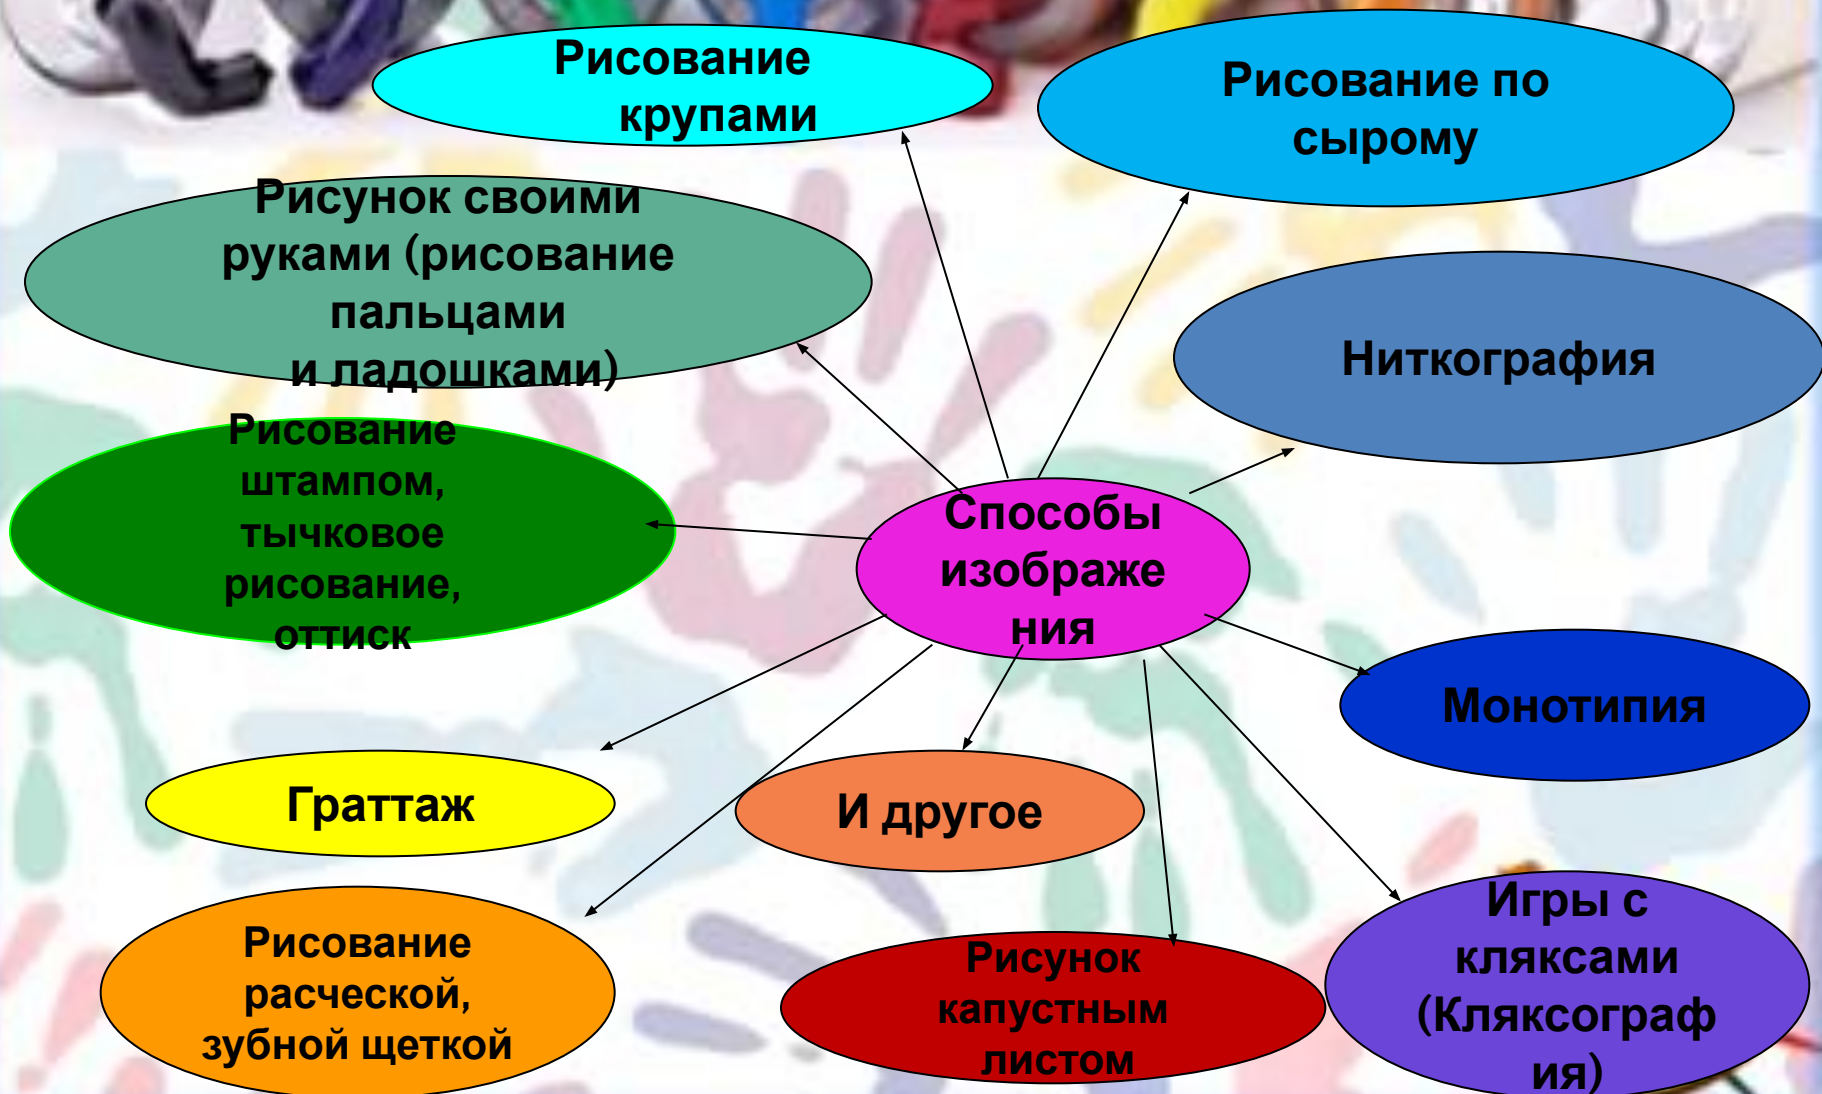 Рисование
крупами
Рисование по
сырому
Рисунок своими
руками (рисование
пальцами
и ладошками)
Ниткография
Рисование
штампом,
тычковое
рисование,
оттиск
Способы
изображе
ния
Монотипия
Граттаж
И другое
Рисование
расческой,
зубной щеткой
Рисунок
капустным
листом
Игры с
кляксами
(Кляксограф
ия)